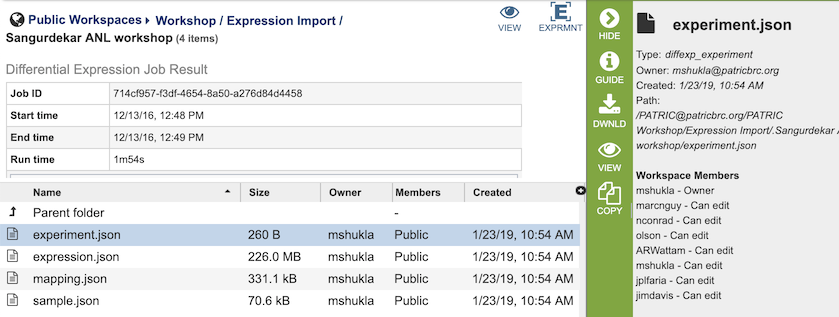 Public Workspaces Workshop / Expression Import /
Sangurdekar ANL workshop (4 items)
VIEW
EXPRMNT
Differential Expression Job Result
Job ID 714cf957-f3df-4654-8a50-a276d84d4458
Start time 12/13/16, 12:48 PM
End time 12/13/16, 12:49 PM
Run time 1m54s
Name Size Owner Members Created
Parent folder -
experiment.json 260 B mshukla Public 1/23/19, 10:54 AM
expression.json 226.0 MB mshukla Public 1/23/19, 10:54 AM
mapping.json 331.1 kB mshukla Public 1/23/19, 10:54 AM
sample.json 70.6 kB mshukla Public 1/23/19, 10:54 AM
HIDE
GUIDE
DWNLD
VIEW
COPY
experiment.json
Type: diffexp_experiment
Owner: mshukla@patricbrc.org
Created: 1/23/19, 10:54 AM
Path:
/PATRIC@patricbrc.org/PATRIC
Workshop/Expression Import/.Sangurdekar A
workshop/experiment.json
Workspace Members
mshukla - Owner
marcnguy - Can edit
nconrad - Can edit
olson - Can edit
ARWattam - Can edit
mshukla - Can edit
jplfaria - Can edit
jimdavis - Can edit